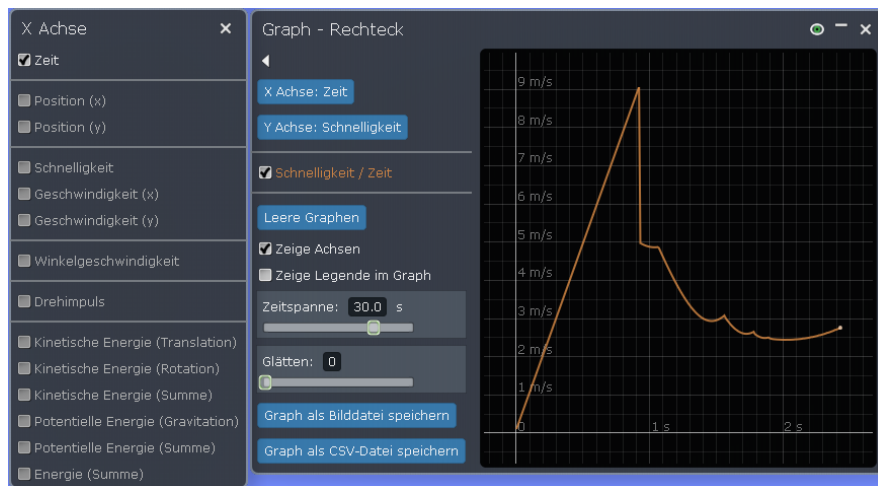 X Achse
Zeit
Position (x)
Position (y)
Schnelligkeit
Geschwindigkeit (x)
Geschwindigkeit (y)
Winkelgeschwindigkeit
Drehimpuls
Kinetische Energie (Translation)
Kinetische Energie (Rotation)
Kinetische Energie (Summe)
Potentielle Energie (Gravitation)
Potentielle Energie (Summe)
Energie (Summe)
Graph - Rechteck
X Achse: Zeit
Y Achse: Schnelligkeit
Schnelligkeit / Zeit
Leere Graphen
Zeige Achsen
Zeige Legende im Graph
Zeitspanne: 30.0 s
Glätten: 0
Graph als Bilddatei speichern
Graph als CSV-Datei speichern
9 m/s
8 m/s
7 m/s
6 m/s
5 m/s
4 m/s
3 m/s
2 m/s
1 m/s
0 1 s 2 s